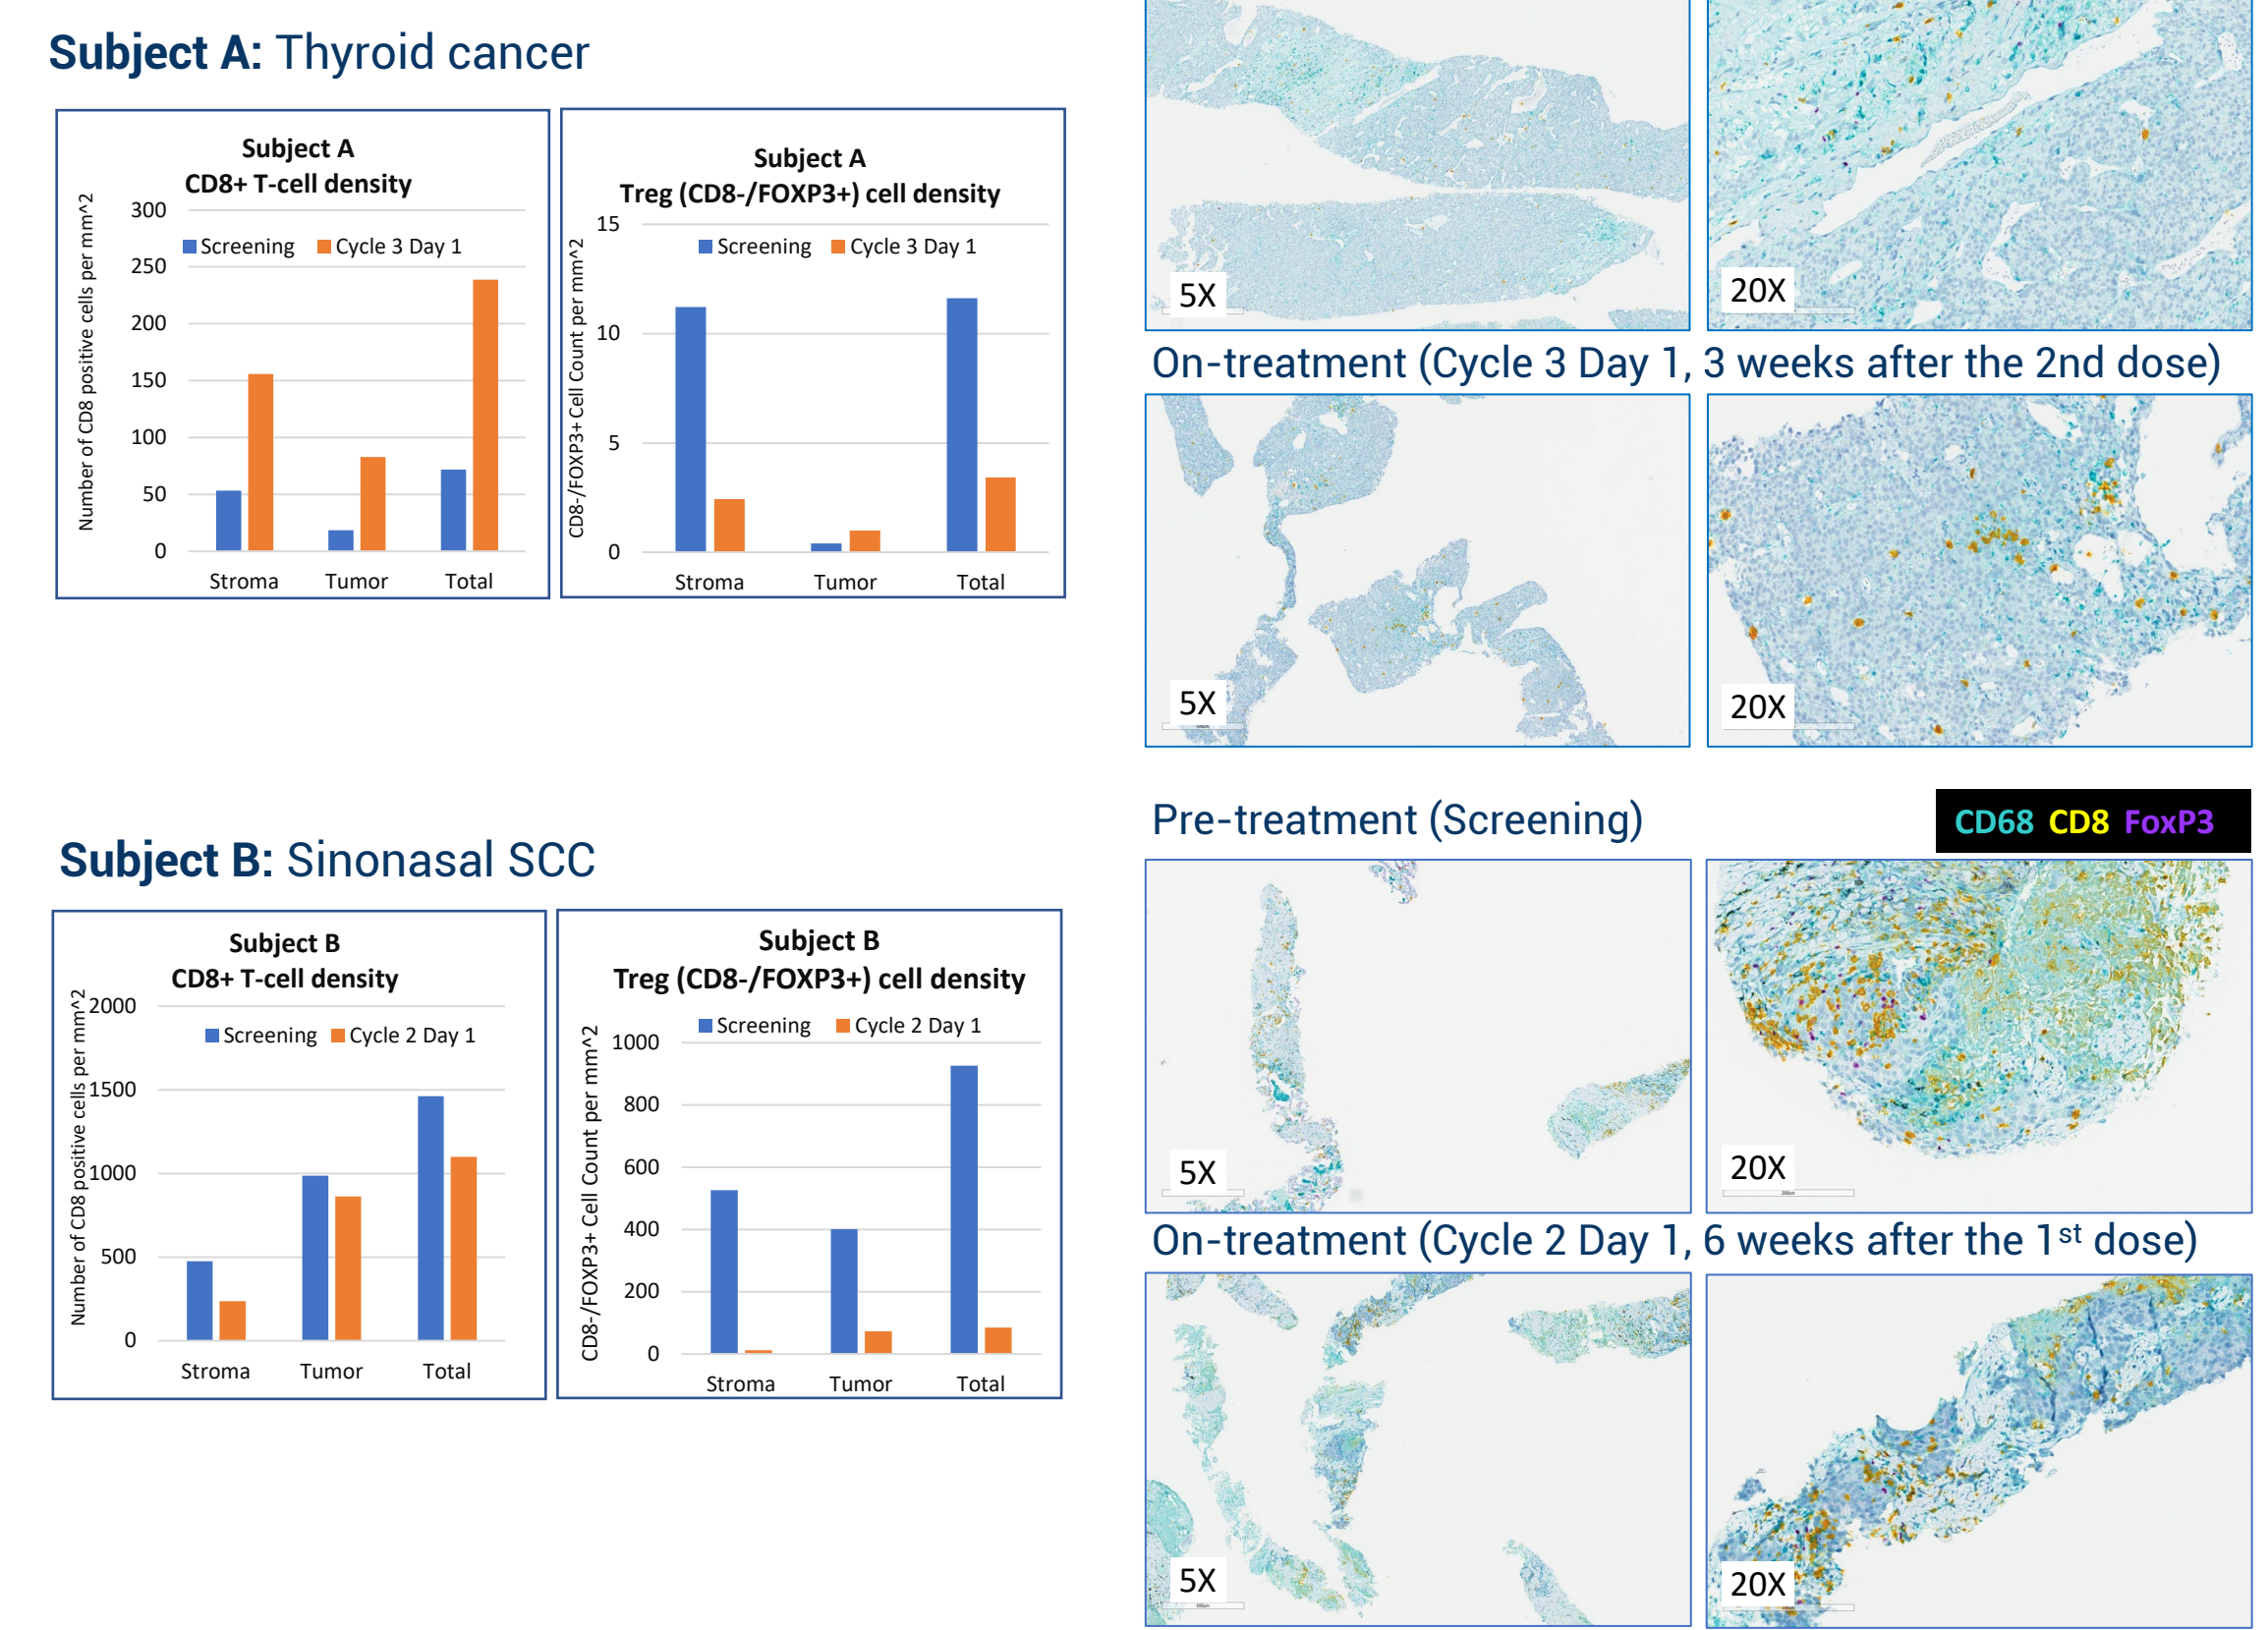 Subject A: Thyroid cancer
Subject A
CD8+ T-cell density
Number of CD8 positive cells per mm^2
300
250
200
150
100
50
0
Screening
Cycle 3 Day 1
Stroma
Tumor
Total
Subject A
Treg (CD8-/FOXP3+) cell density
CD8-/FOXP3+ Cell Count per mm^2
15
10
5
0
Screening
Cycle 3 Day 1
Stroma
Tumor
Total
5X
20X
On-treatment (Cycle 3 Day 1, 3 weeks after the 2nd dose)
5X
20X
Subject B: Sinonasal SCC
Subject B
CD8+ T-cell density
Number of CD8 positive cells per mm^2
2000
1500
1000
500
0
Screening
Cycle 2 Day 1
Stroma
Tumor
Total
Subject B
Treg (CD8-/FOXP3+) cell density
CD8-/FOXP3+ Cell Count per mm^2
1000
800
600
400
200
0
Screening
Cycle 2 Day 1
Stroma
Tumor
Total
Pre-treatment (Screening)
CD68 CD8 FoxP3
5X
20X
On-treatment (Cycle 2 Day 1, 6 weeks after the 1st dose)
5X
20X